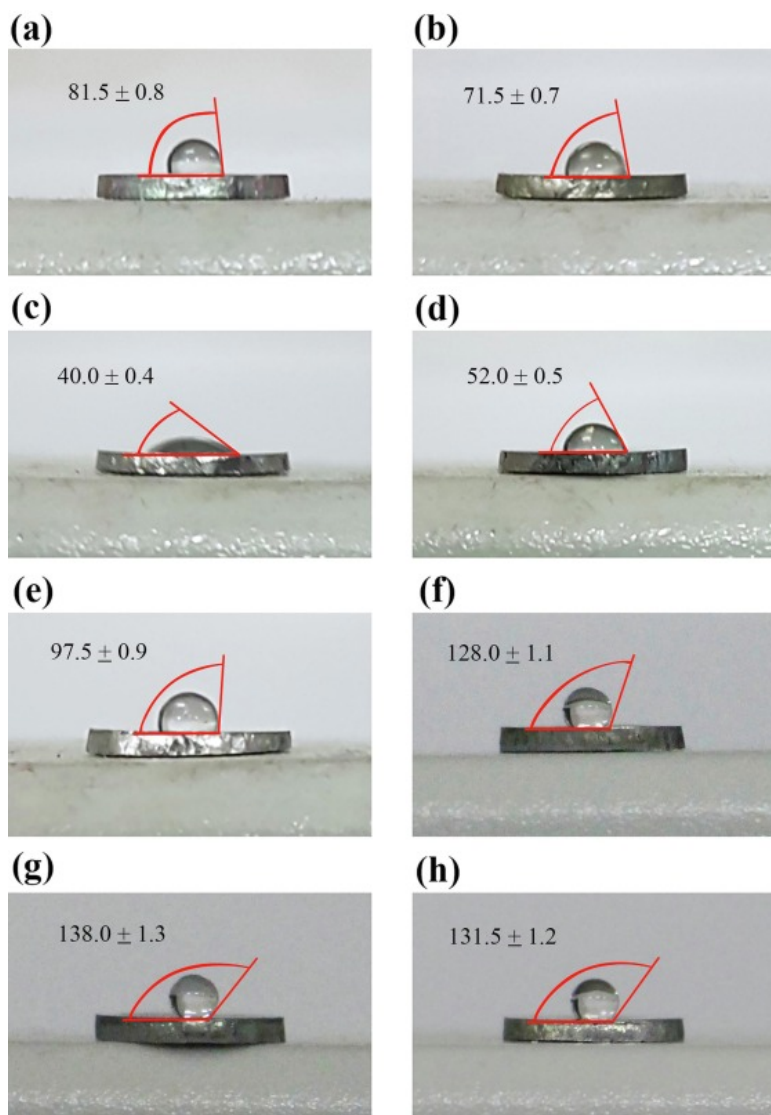 (a)
81.5 ± 0.8
(b)
71.5 ± 0.7
(c)
40.0 ± 0.4
(d)
52.0 ± 0.5
(e)
97.5 ± 0.9
(f)
128.0 ± 1.1
(g)
138.0 ± 1.3
(h)
131.5 ± 1.2